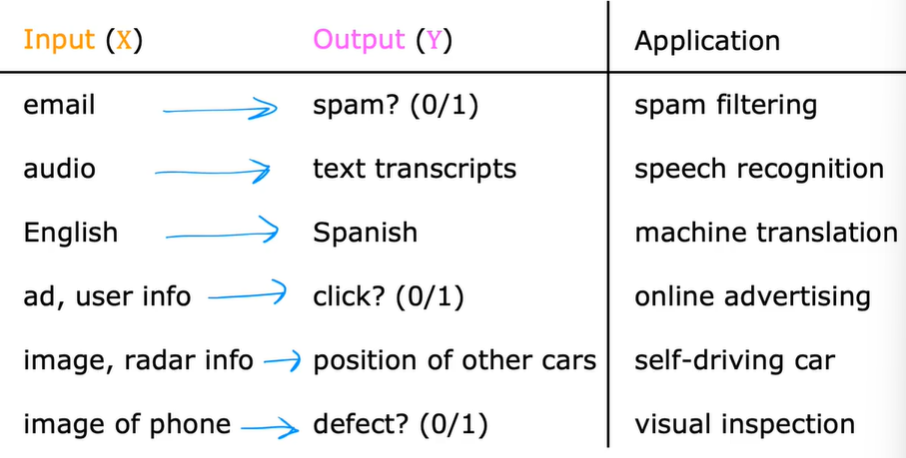 Input (X) Output (Y) Application
email spam? (0/1) spam filtering
audio text transcripts speech recognition
English Spanish machine translation
ad, user info click? (0/1) online advertising
image, radar info position of other cars self-driving car
image of phone defect? (0/1) visual inspection